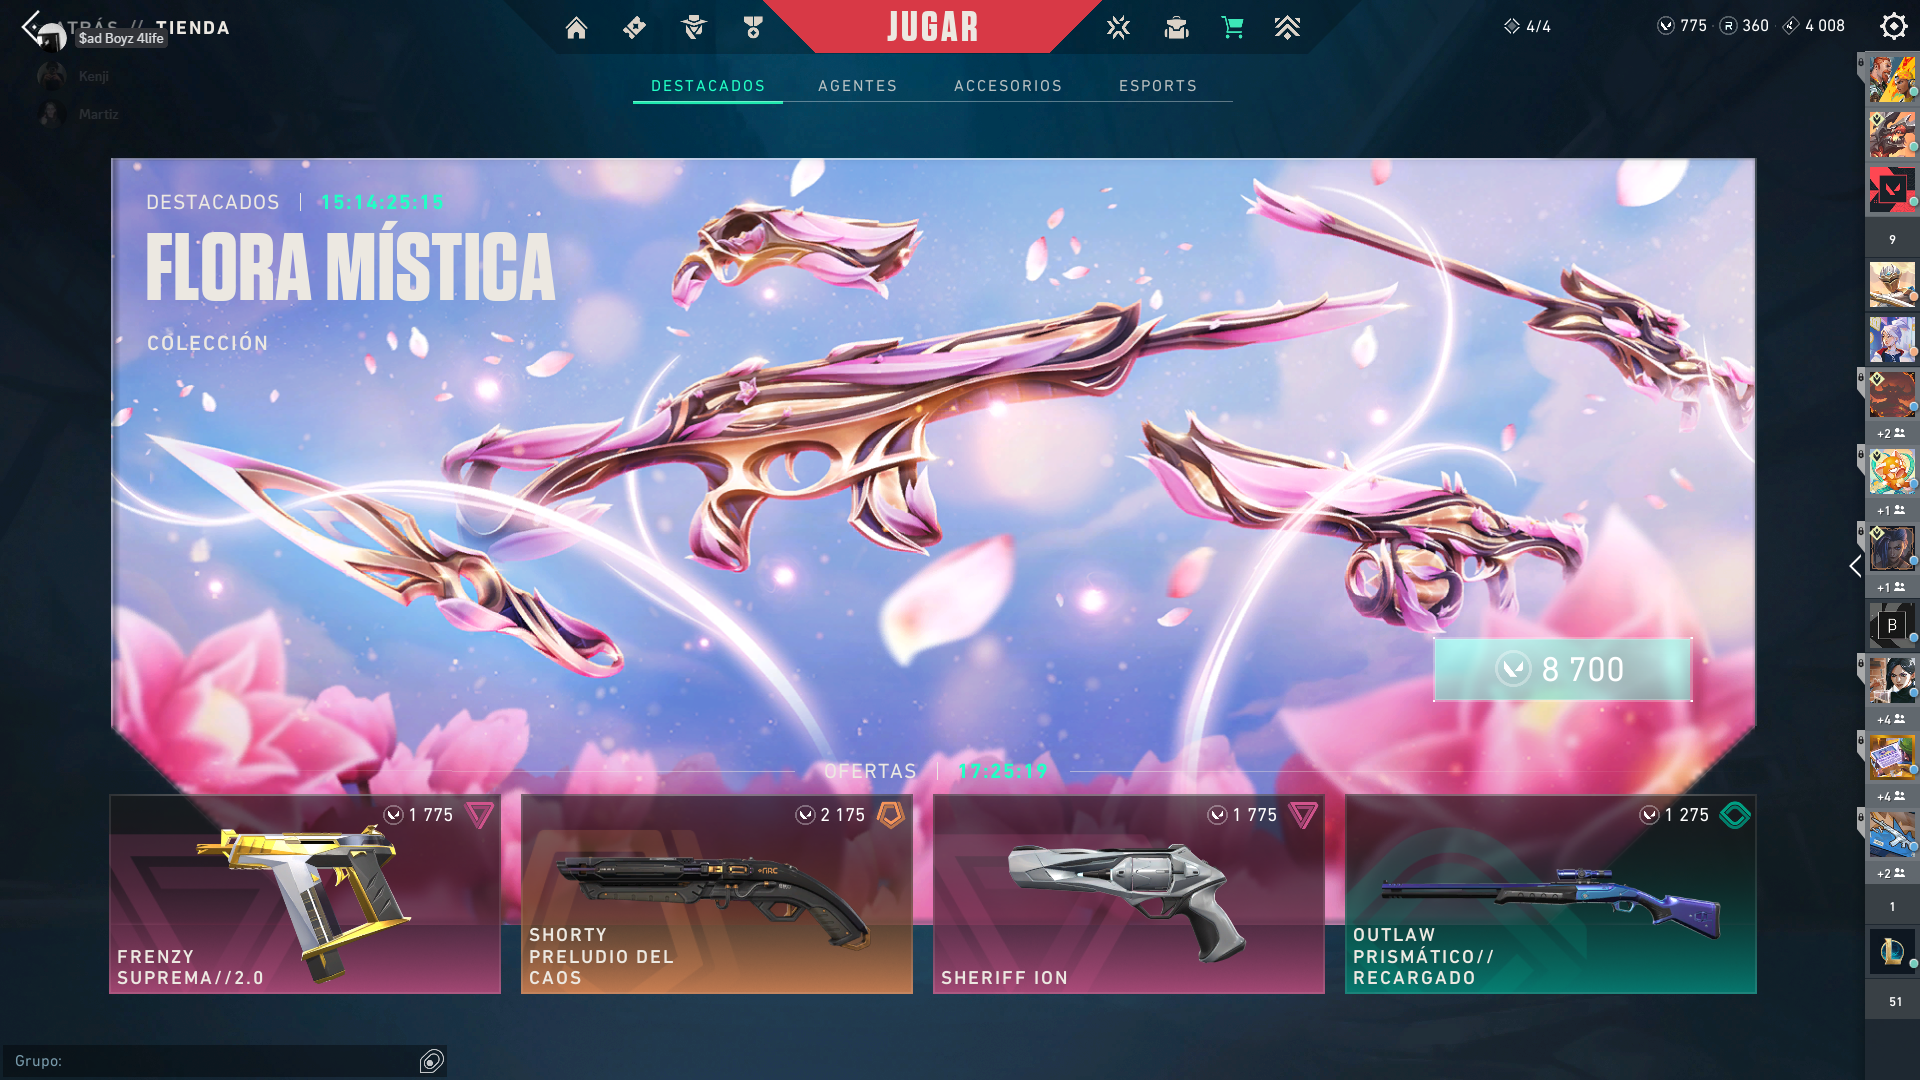 ATRÁS // TIENDA
$ad Boyz 4life
Kenji
Martiz
JUGAR
4/4
775
360
4 008
DESTACADOS
AGENTES
ACCESORIOS
ESPORTS
DESTACADOS
15:14:25:15
FLORA MÍSTICA
COLECCIÓN
8 700
OFERTAS
17:25:19
1 775
FRENZY
SUPREMA//2.0
2 175
SHORTY
PRELUDIO DEL
CAOS
1 775
SHERIFF ION
1 275
OUTLAW
PRISMÁTICO//
RECARGADO
9
+2
+1
+1
B
+4
+4
+2
1
51
Grupo: